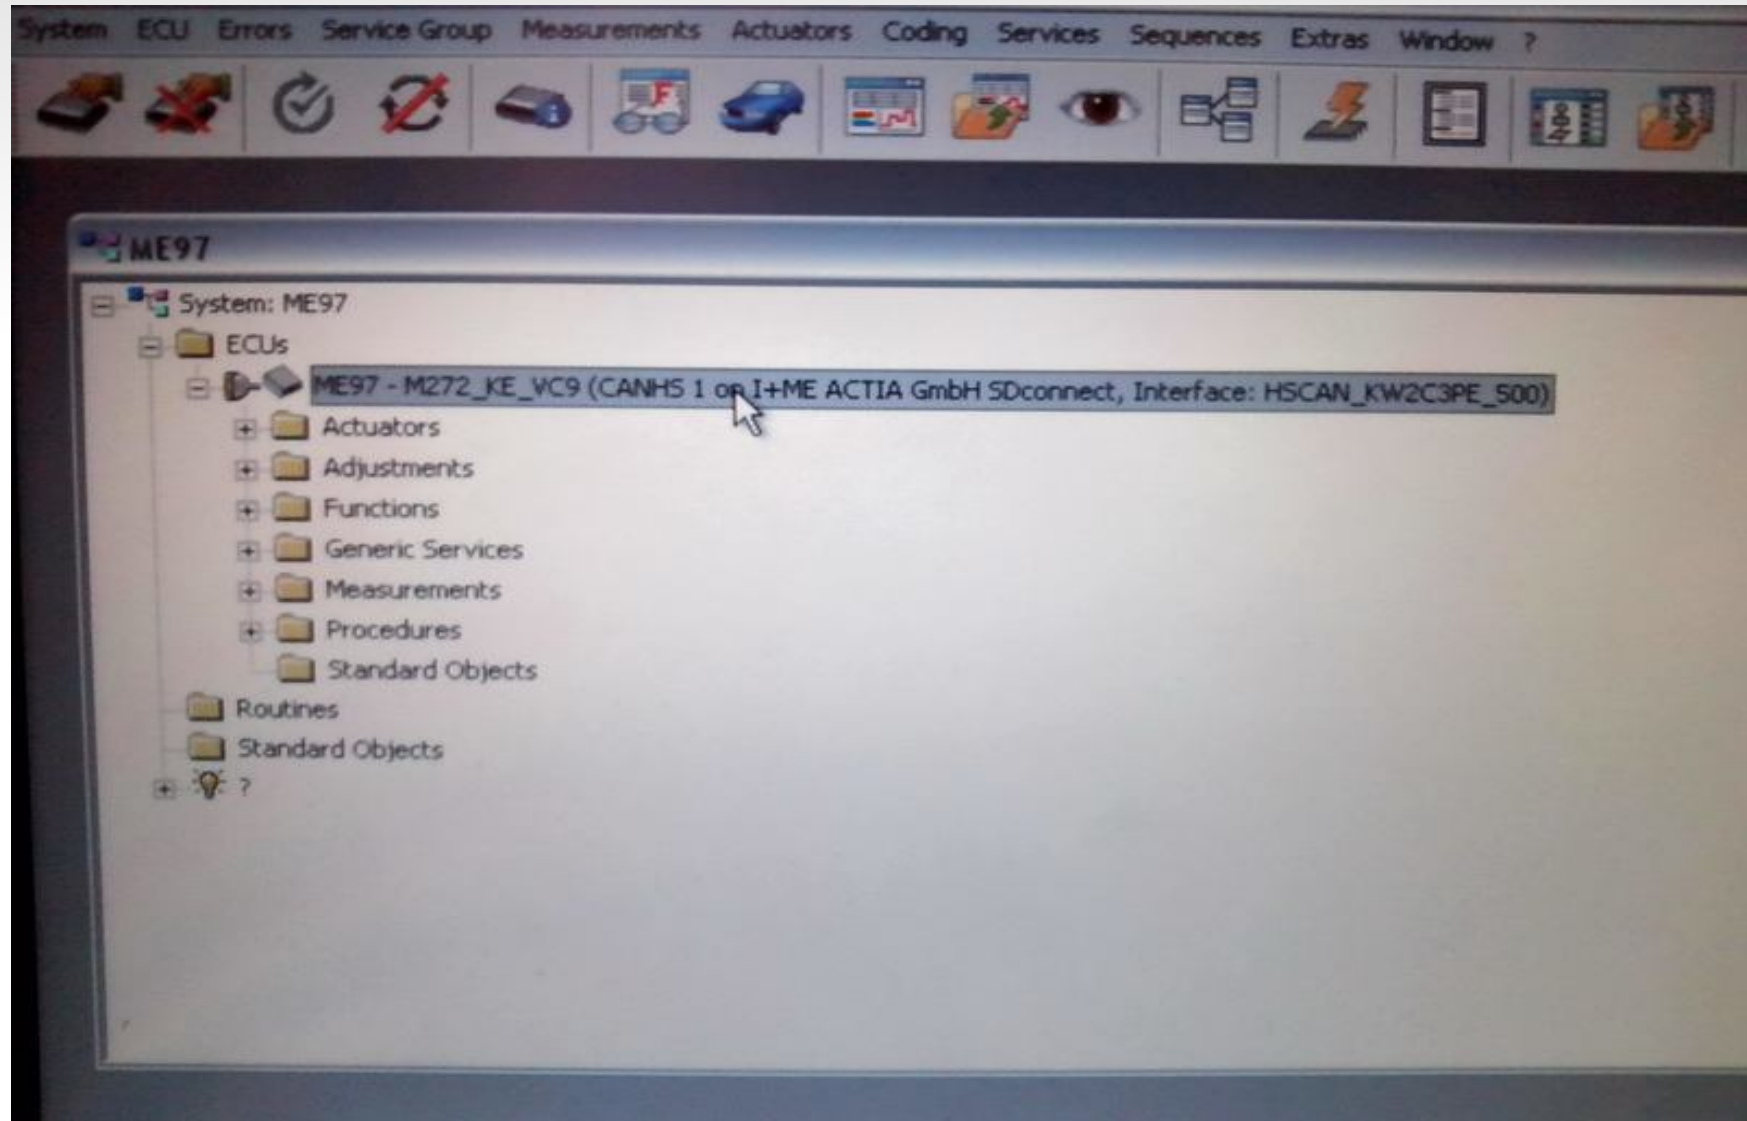 System ECU Errors Service Group Measurements Actuators Coding Services Sequences Extras Window ?
F
ME97
System: ME97
ECUs
ME97 - M272_KE_VC9 (CANHS 1 on I+ME ACTIA GmbH SDconnect, Interface: HSCAN_KW2C3PE_500)
Actuators
Adjustments
Functions
Generic Services
Measurements
Procedures
Standard Objects
Routines
Standard Objects
?